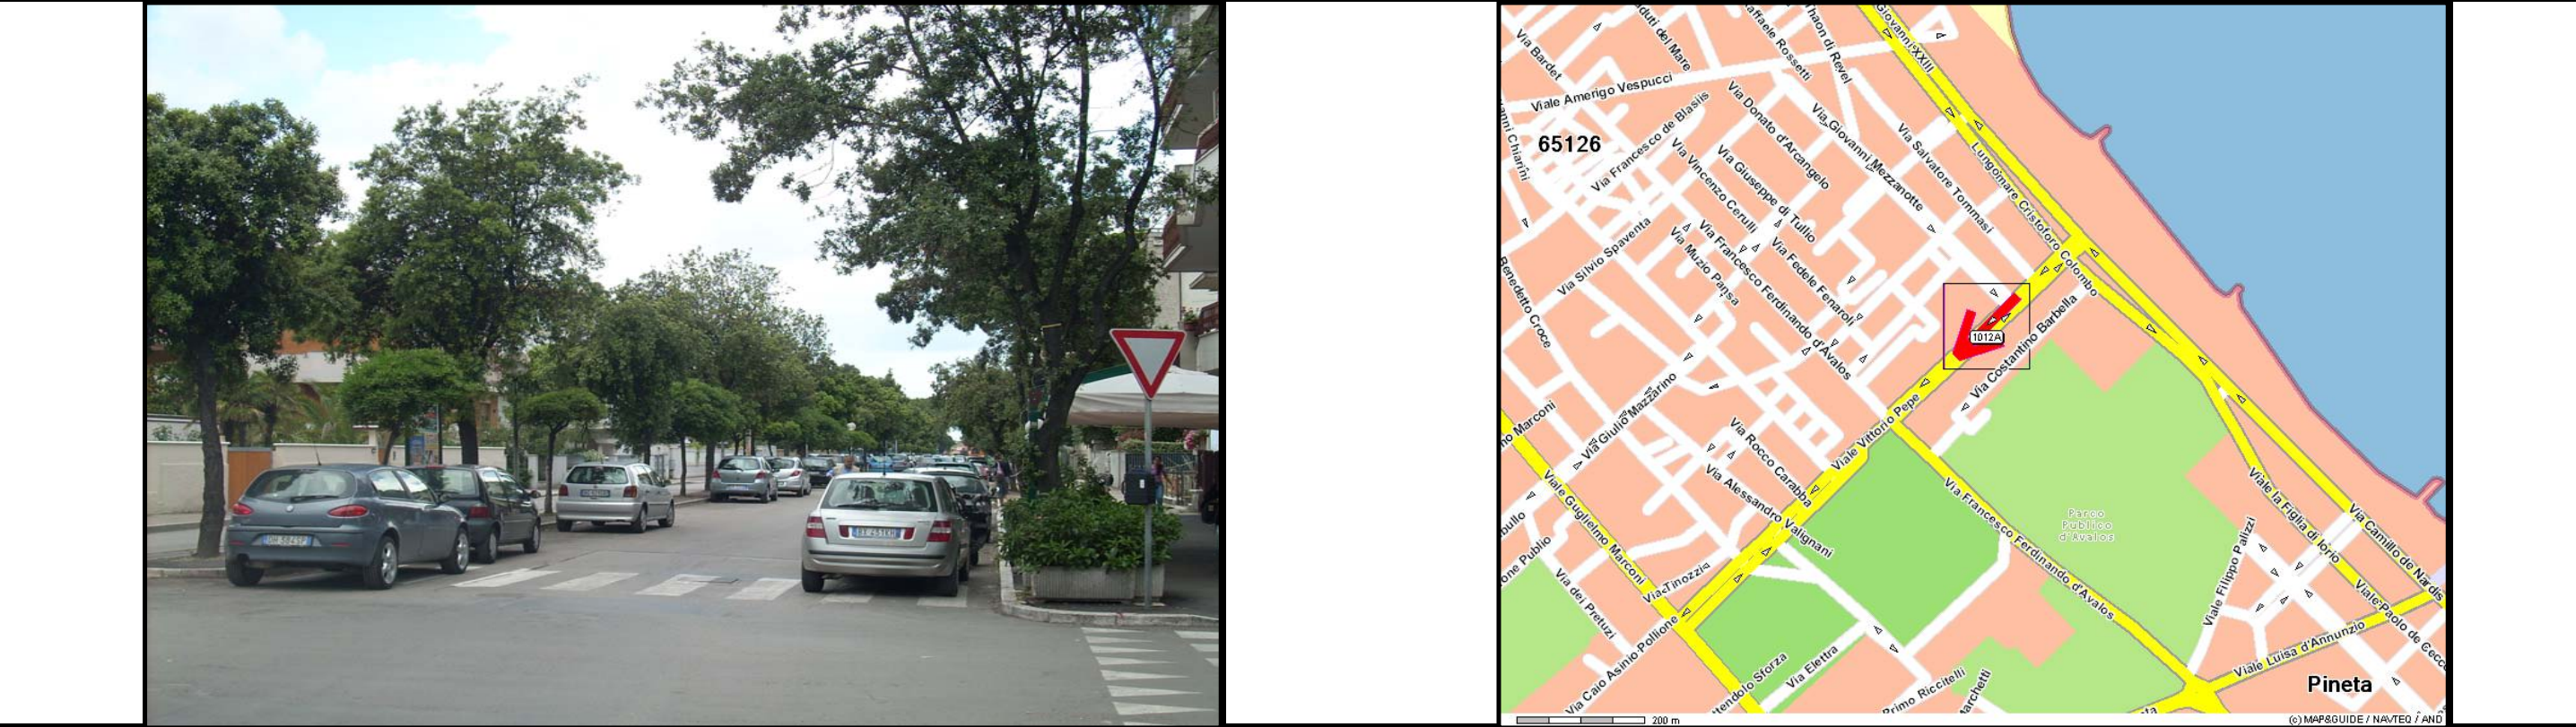 Via Bardet
Viale Amerigo Vespucci
65126
Via Francesco de Blasiis
Via Donato d'Arcangelo
Via Giovanni Mezzanotte
Via Salvatore Tommasi
Via Vincenzo Cerulli
Via Giuseppe di Tullio
Lungomare Cristoforo Colombo
Via Silvio Spaventa
Via Muzio Pansa
Via Francesco Ferdinando d'Avalos
Via Fedele Fenaroli
Benedetto Croce
1012A
Via Costantino Barbella
Via Giulio Mazzarino
Viale Vittorio Pepe
Via Rocco Carabba
Via Alessandro Valignani
Viale Guglielmo Marconi
Via Tinozzi
Via dei Pretuzi
Via Caio Asinio Pollione
Via Elettra
Via Francesco Ferdinando d'Avalos
Parco
Publico
d'Avalos
Viale la Figlia di Iorio
Via Camillo de Nardis
Viale Filippo Palizzi
Viale Paolo de Cecco
Viale Luisa d'Annunzio
Pineta
200 m
(c) MAP&GUIDE / NAVTEQ / AND